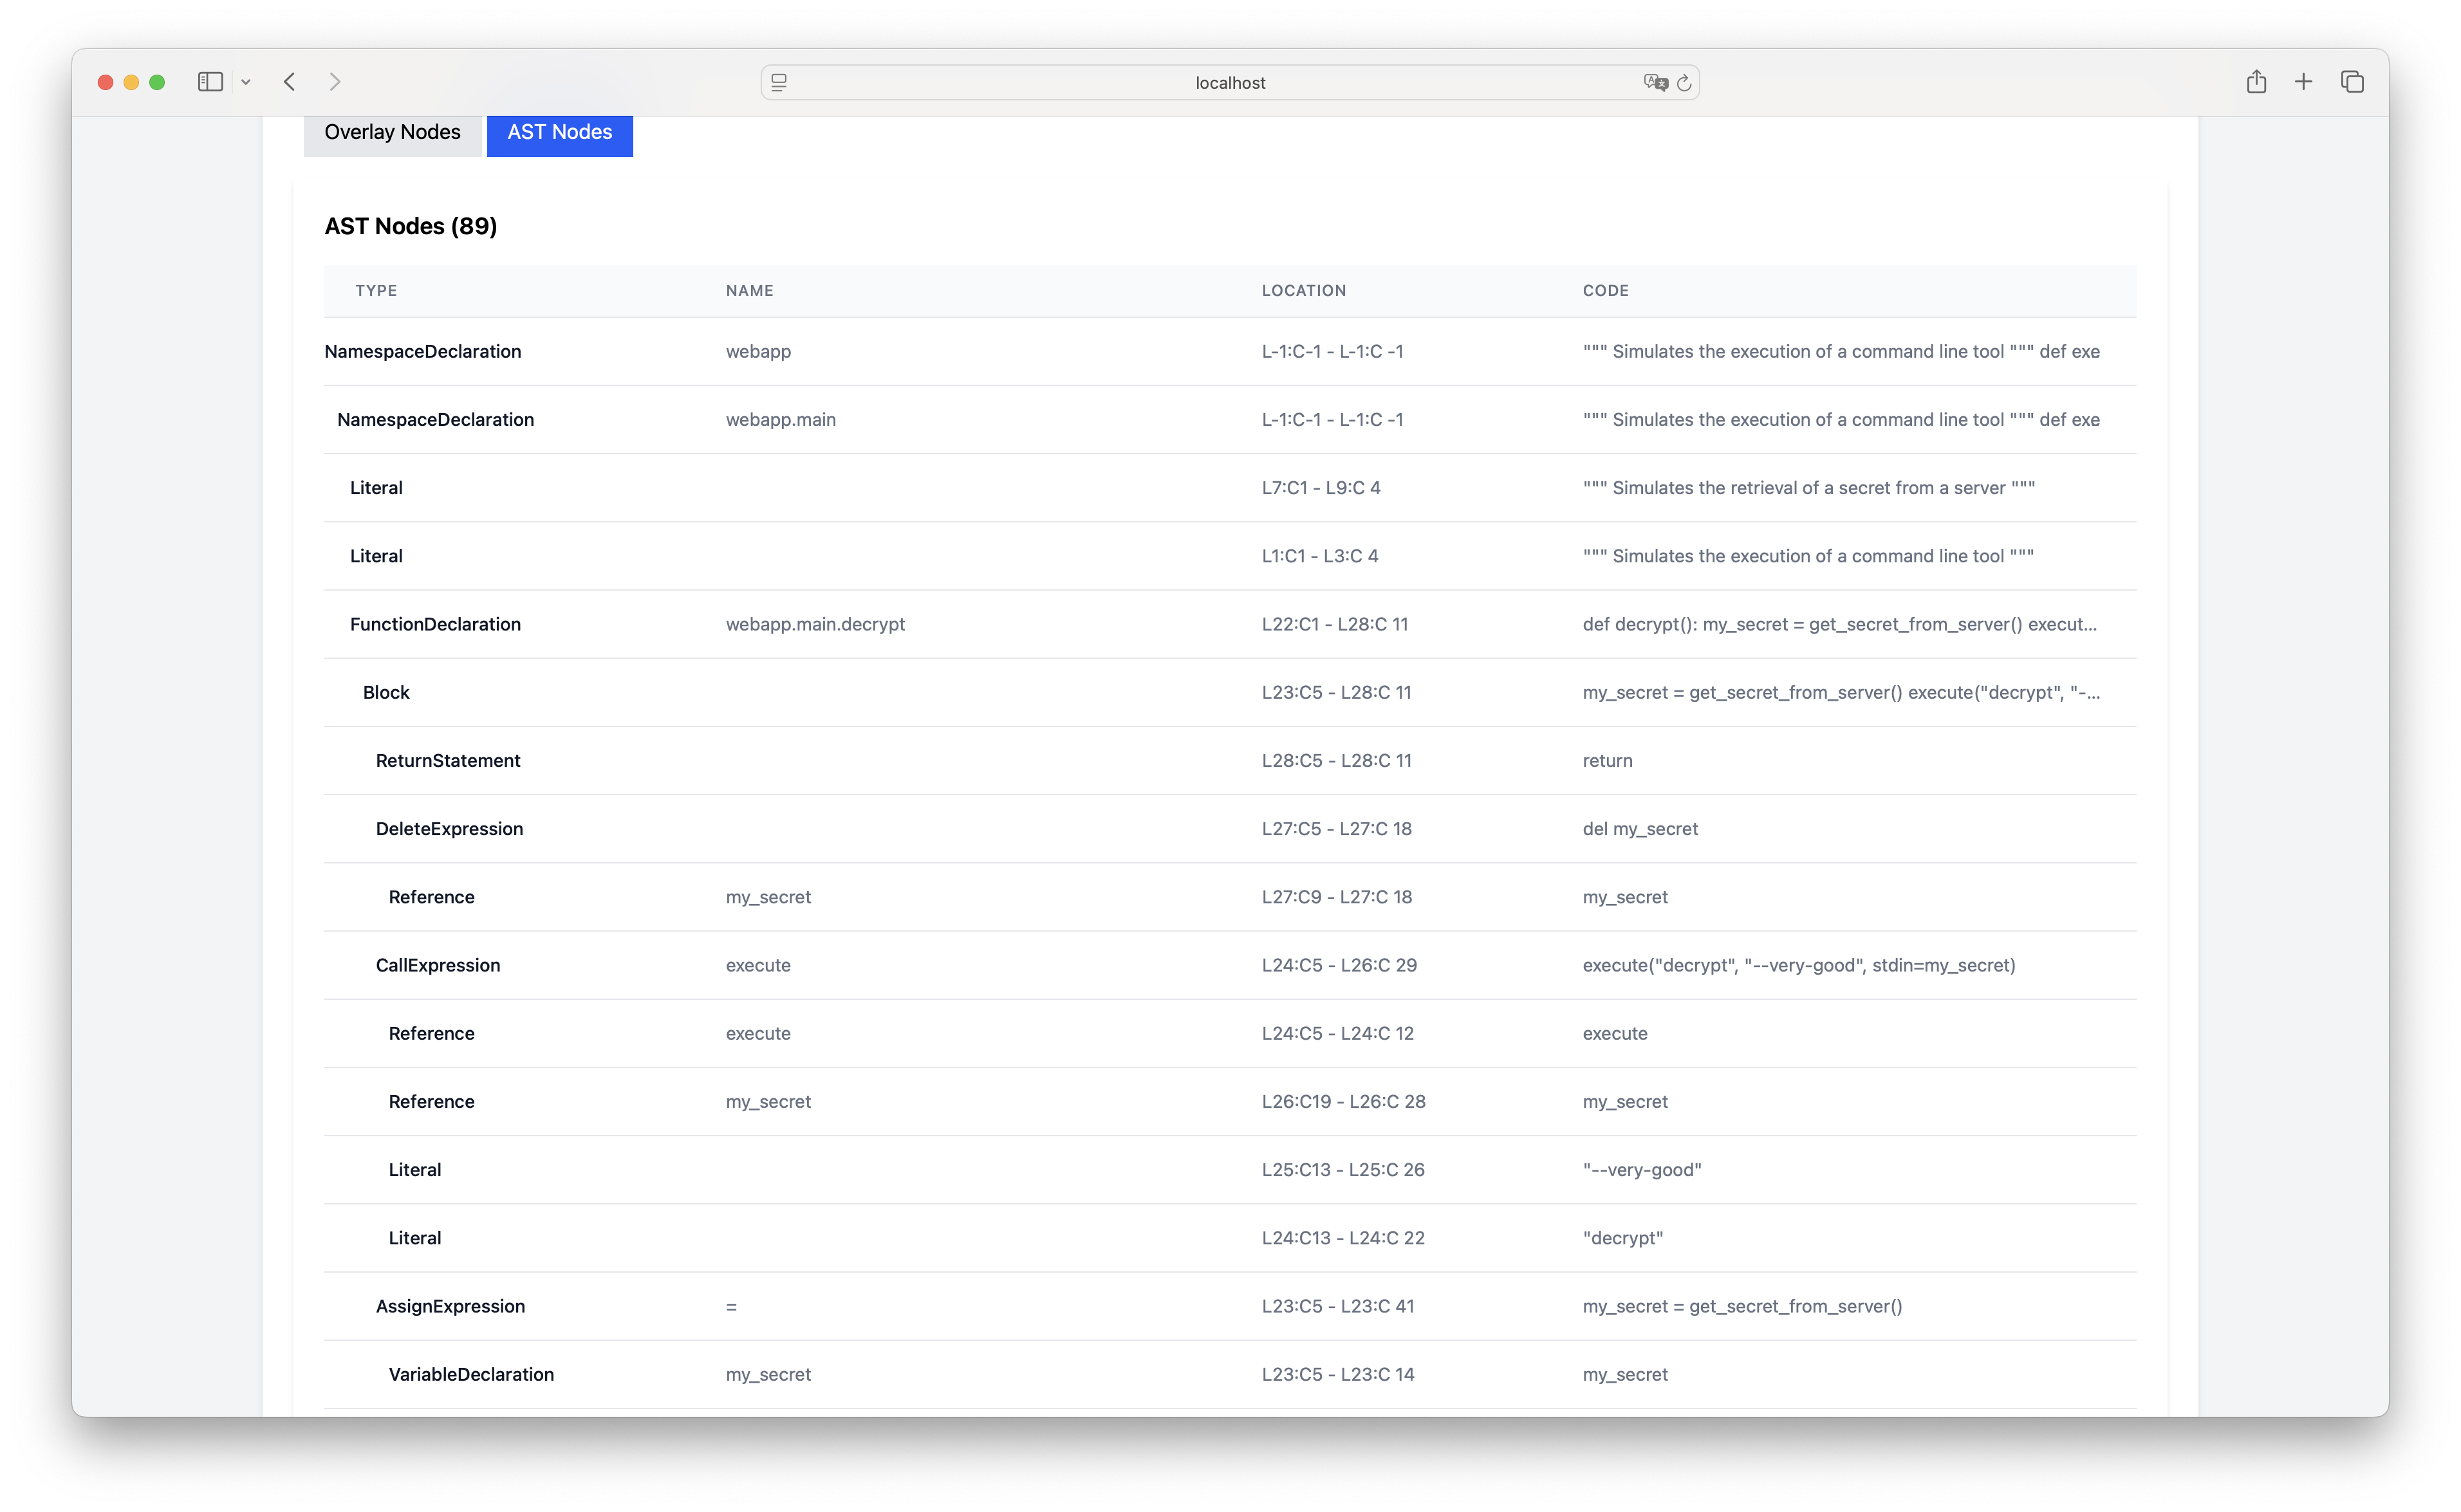 localhost
Overlay Nodes AST Nodes
AST Nodes (89)
TYPE NAME LOCATION CODE
NamespaceDeclaration webapp L-1:C-1 - L-1:C -1 """ Simulates the execution of a command line tool """ def exe
NamespaceDeclaration webapp.main L-1:C-1 - L-1:C -1 """ Simulates the execution of a command line tool """ def exe
Literal L7:C1 - L9:C 4 """ Simulates the retrieval of a secret from a server """
Literal L1:C1 - L3:C 4 """ Simulates the execution of a command line tool """
FunctionDeclaration webapp.main.decrypt L22:C1 - L28:C 11 def decrypt(): my_secret = get_secret_from_server() execut...
Block L23:C5 - L28:C 11 my_secret = get_secret_from_server() execute("decrypt", "-...
ReturnStatement L28:C5 - L28:C 11 return
DeleteExpression L27:C5 - L27:C 18 del my_secret
Reference my_secret L27:C9 - L27:C 18 my_secret
CallExpression execute L24:C5 - L26:C 29 execute("decrypt", "--very-good", stdin=my_secret)
Reference execute L24:C5 - L24:C 12 execute
Reference my_secret L26:C19 - L26:C 28 my_secret
Literal L25:C13 - L25:C 26 "--very-good"
Literal L24:C13 - L24:C 22 "decrypt"
AssignExpression = L23:C5 - L23:C 41 my_secret = get_secret_from_server()
VariableDeclaration my_secret L23:C5 - L23:C 14 my_secret